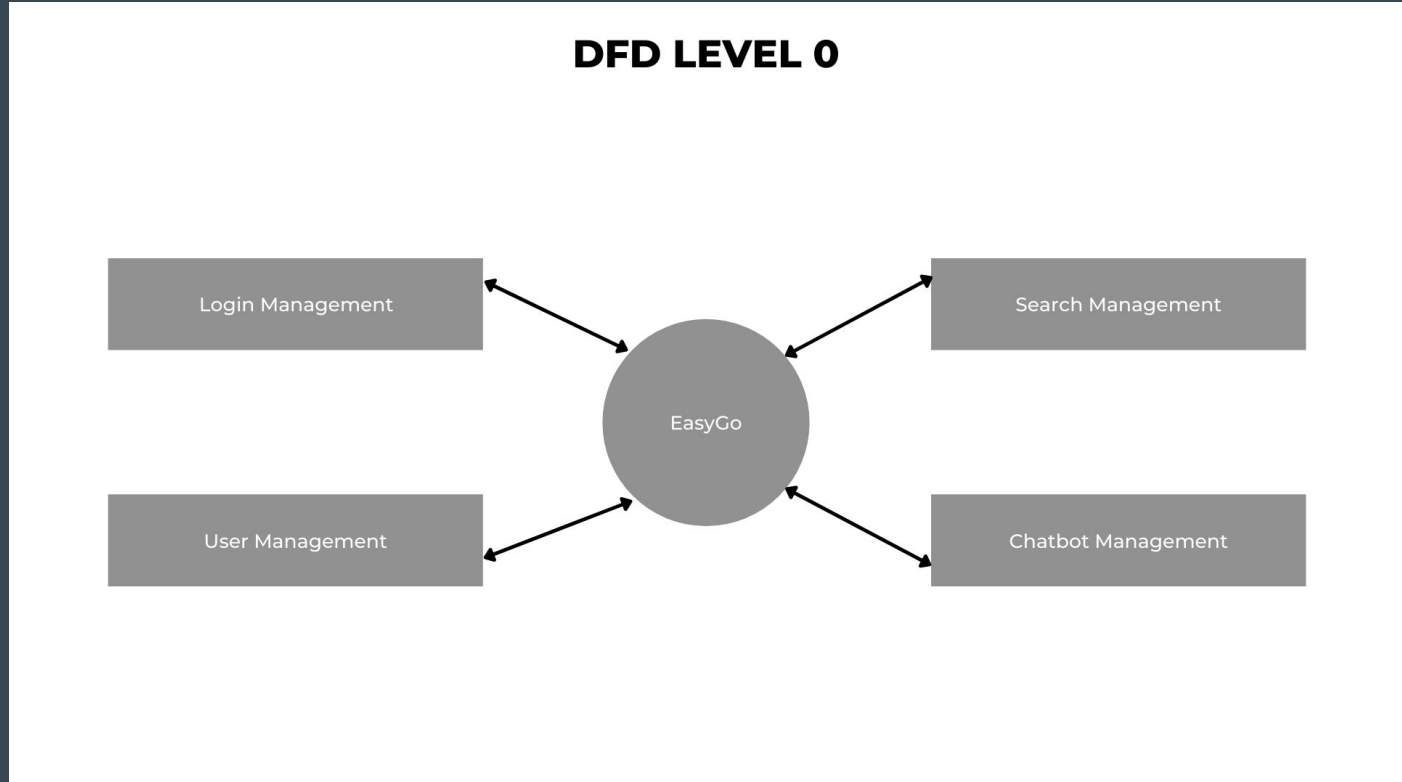 DFD LEVEL 0
Login Management
Search Management
EasyGo
User Management
Chatbot Management